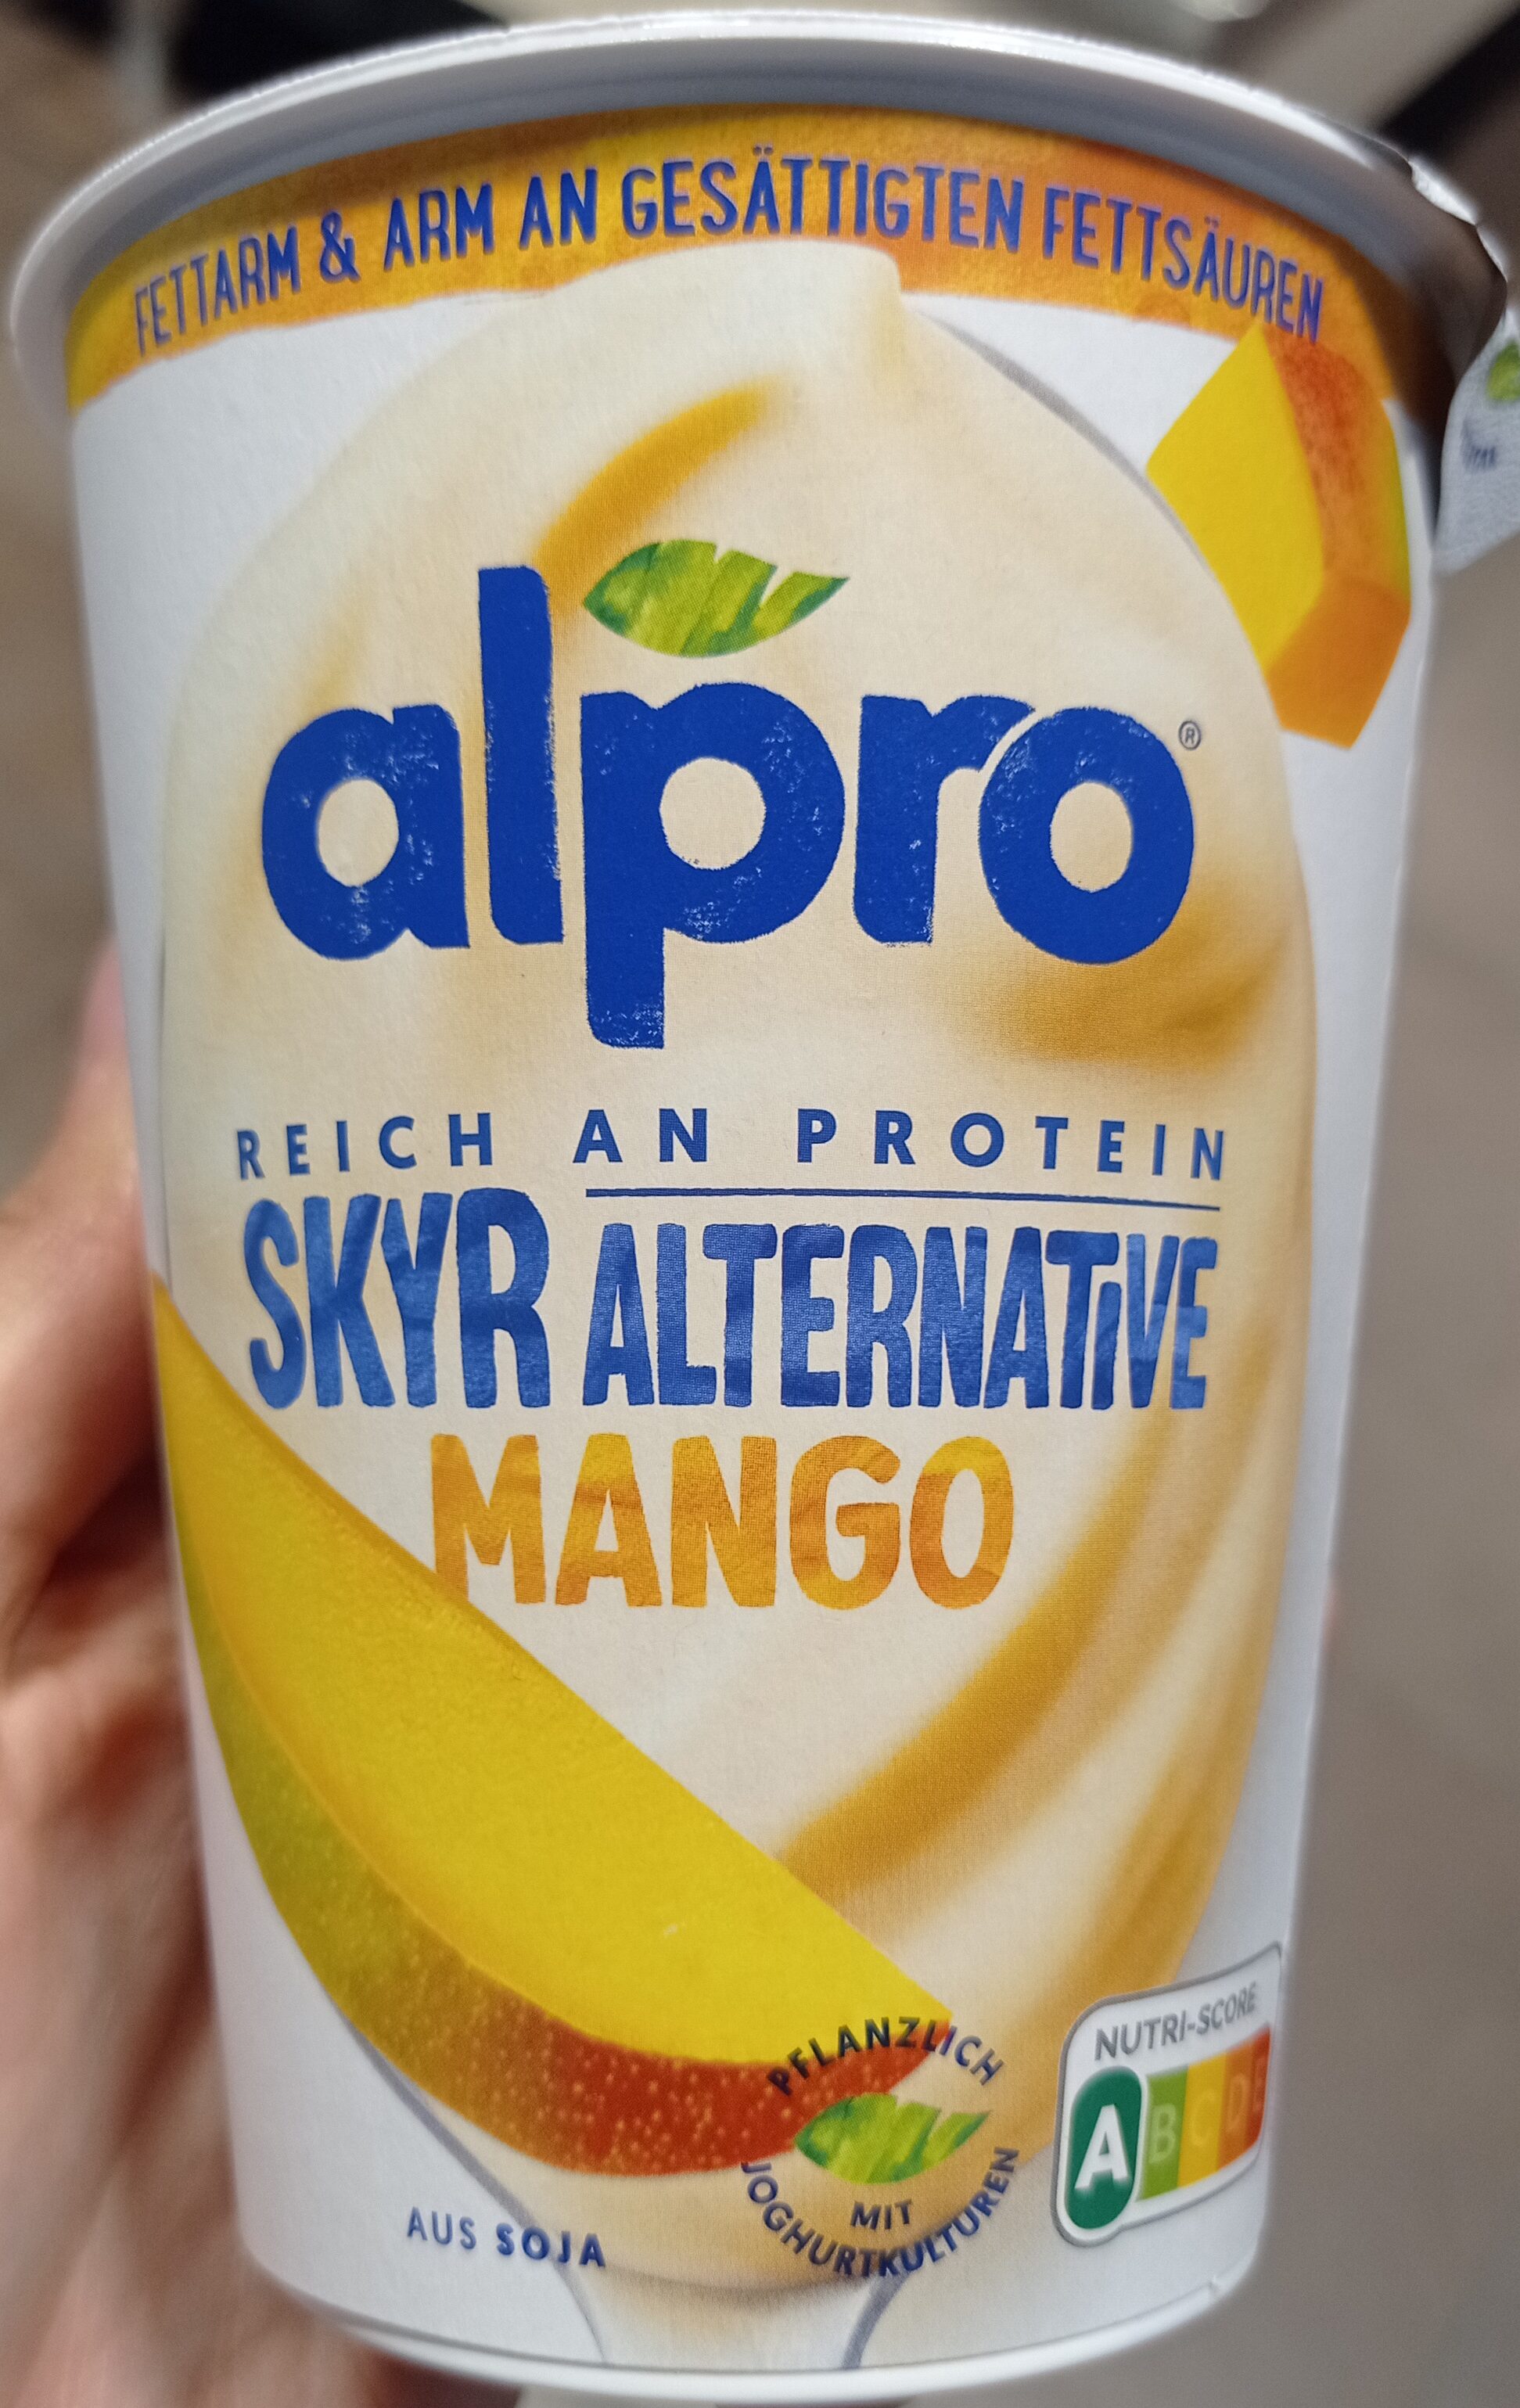 FETTARM & ARM AN GESÄTTIGTEN FETTSÄUREN
alpro®
REICH AN PROTEIN
SKYR ALTERNATIVE
MANGO
PFLANZLICH
MIT
JOGHURTKULTUREN
NUTRI-SCORE
A B C D E
AUS SOJA